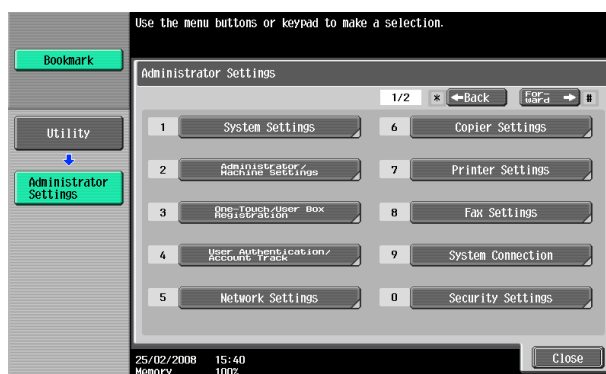 Use the menu buttons or keypad to make a selection.
Bookmark
Administrator Settings
1/2 * ←Back For-
ward → #
Utility
Administrator
Settings
1 System Settings
6 Copier Settings
2 Administrator/
Machine Settings
7 Printer Settings
3 One-Touch/User Box
Registration
8 Fax Settings
4 User Authentication/
Account Track
9 System Connection
5 Network Settings
0 Security Settings
25/02/2008 15:40
Memory 100%
Close